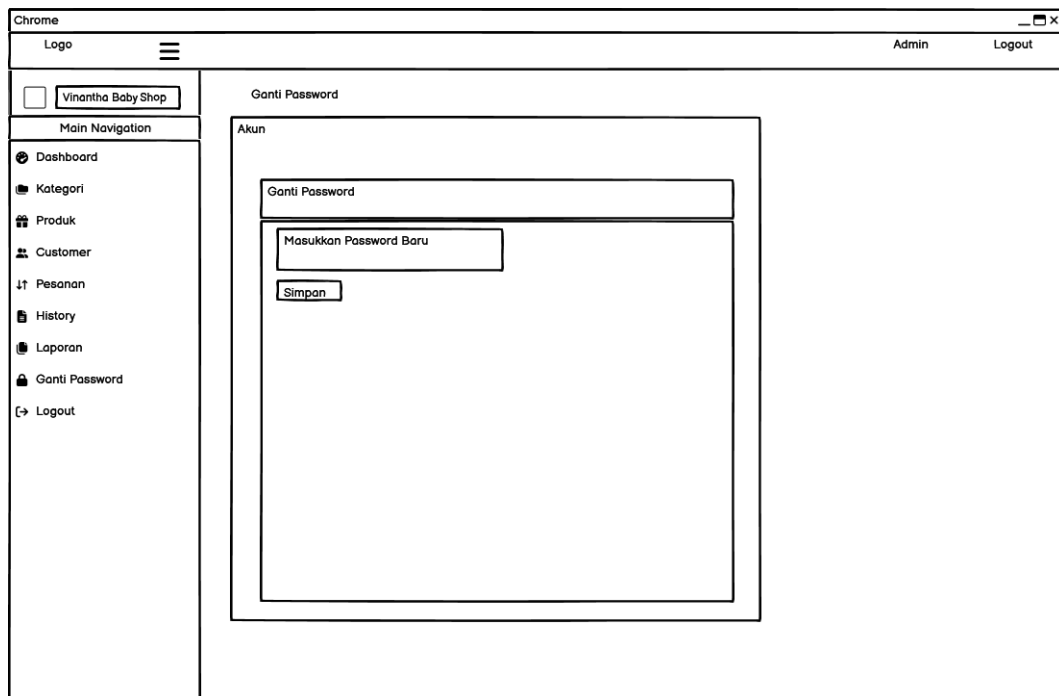 Chrome
Logo
Admin
Logout
Vinantha Baby Shop
Main Navigation
Dashboard
Kategori
Produk
Customer
Pesanan
History
Laporan
Ganti Password
Logout
Ganti Password
Akun
Ganti Password
Masukkan Password Baru
Simpan